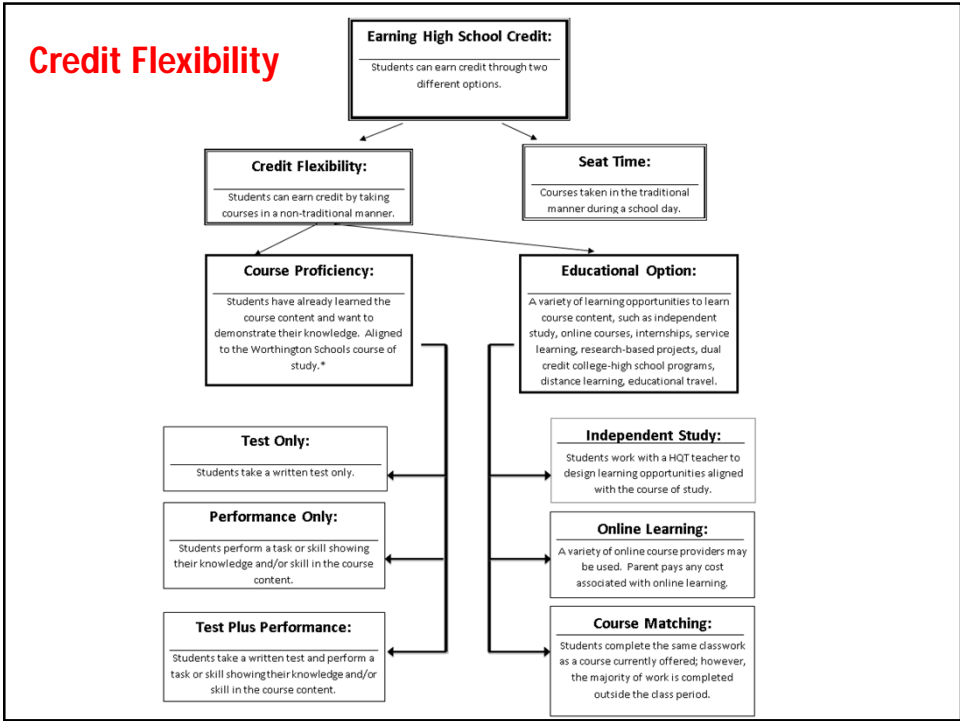 Credit Flexibility
Earning High School Credit:
Students can earn credit through two
different options.
Credit Flexibility:
Students can earn credit by taking
courses in a non-traditional manner.
Seat Time:
Courses taken in the traditional
manner during a school day.
Course Proficiency:
Students have already learned the
course content and want to
demonstrate their knowledge. Aligned
to the Worthington Schools course of
study.*
Educational Option:
A variety of learning opportunities to learn
course content, such as independent
study, online courses, internships, service
learning, research-based projects, dual
credit college-high school programs,
distance learning, educational travel.
Test Only:
Students take a written test only.
Performance Only:
Students perform a task or skill showing
their knowledge and/or skill in the course
content.
Test Plus Performance:
Students take a written test and perform a
task or skill showing their knowledge and/or
skill in the course content.
Independent Study:
Students work with a HQT teacher to
design learning opportunities aligned
with the course of study.
Online Learning:
A variety of online course providers may
be used. Parent pays any cost
associated with online learning.
Course Matching:
Students complete the same classwork
as a course currently offered; however,
the majority of work is completed
outside the class period.